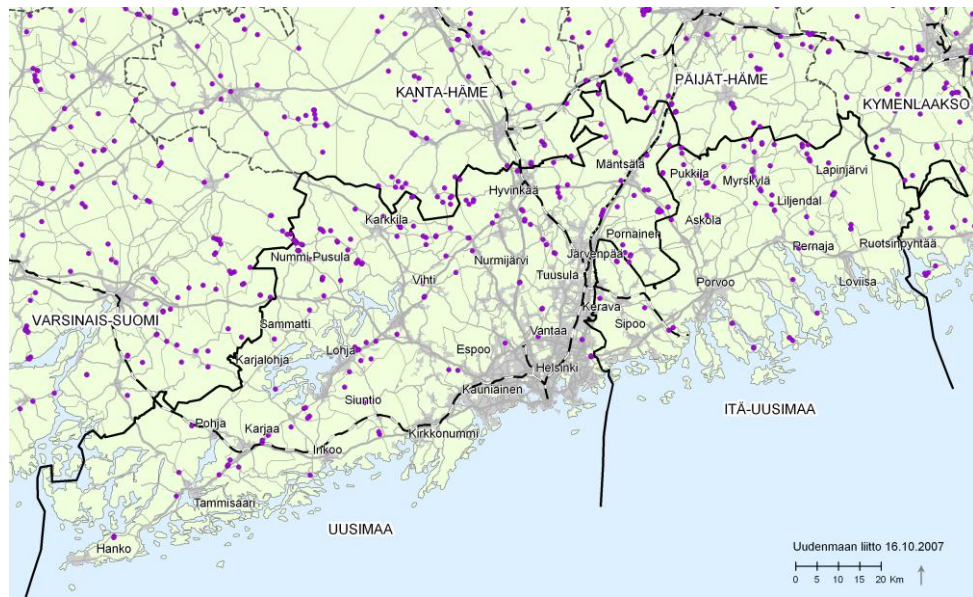 KANTA-HÄME
PÄIJÄT-HÄME
KYMENLAAKSO
Mäntsälä
Pukkila
Myrskylä
Lapinjärvi
Hyvinkää
Liljendal
Karkkila
Askola
Pornainen
Nummi-Pusula
Nurmijärvi
Järvenpää
Pernaja
Ruotsinpyhtää
Tuusula
Vihti
Porvoo
Loviisa
VARSINAIS-SUOMI
Sammatti
Kerava
Sipoo
Vantaa
Karjalohja
Lohja
Espoo
Helsinki
Kauniainen
Siuntio
ITÄ-UUSIMAA
Pohja
Karjaa
Kirkkonummi
Inkoo
Tammisaari
UUSIMAA
Hanko
Uudenmaan liitto 16.10.2007
0 5 10 15 20 Km